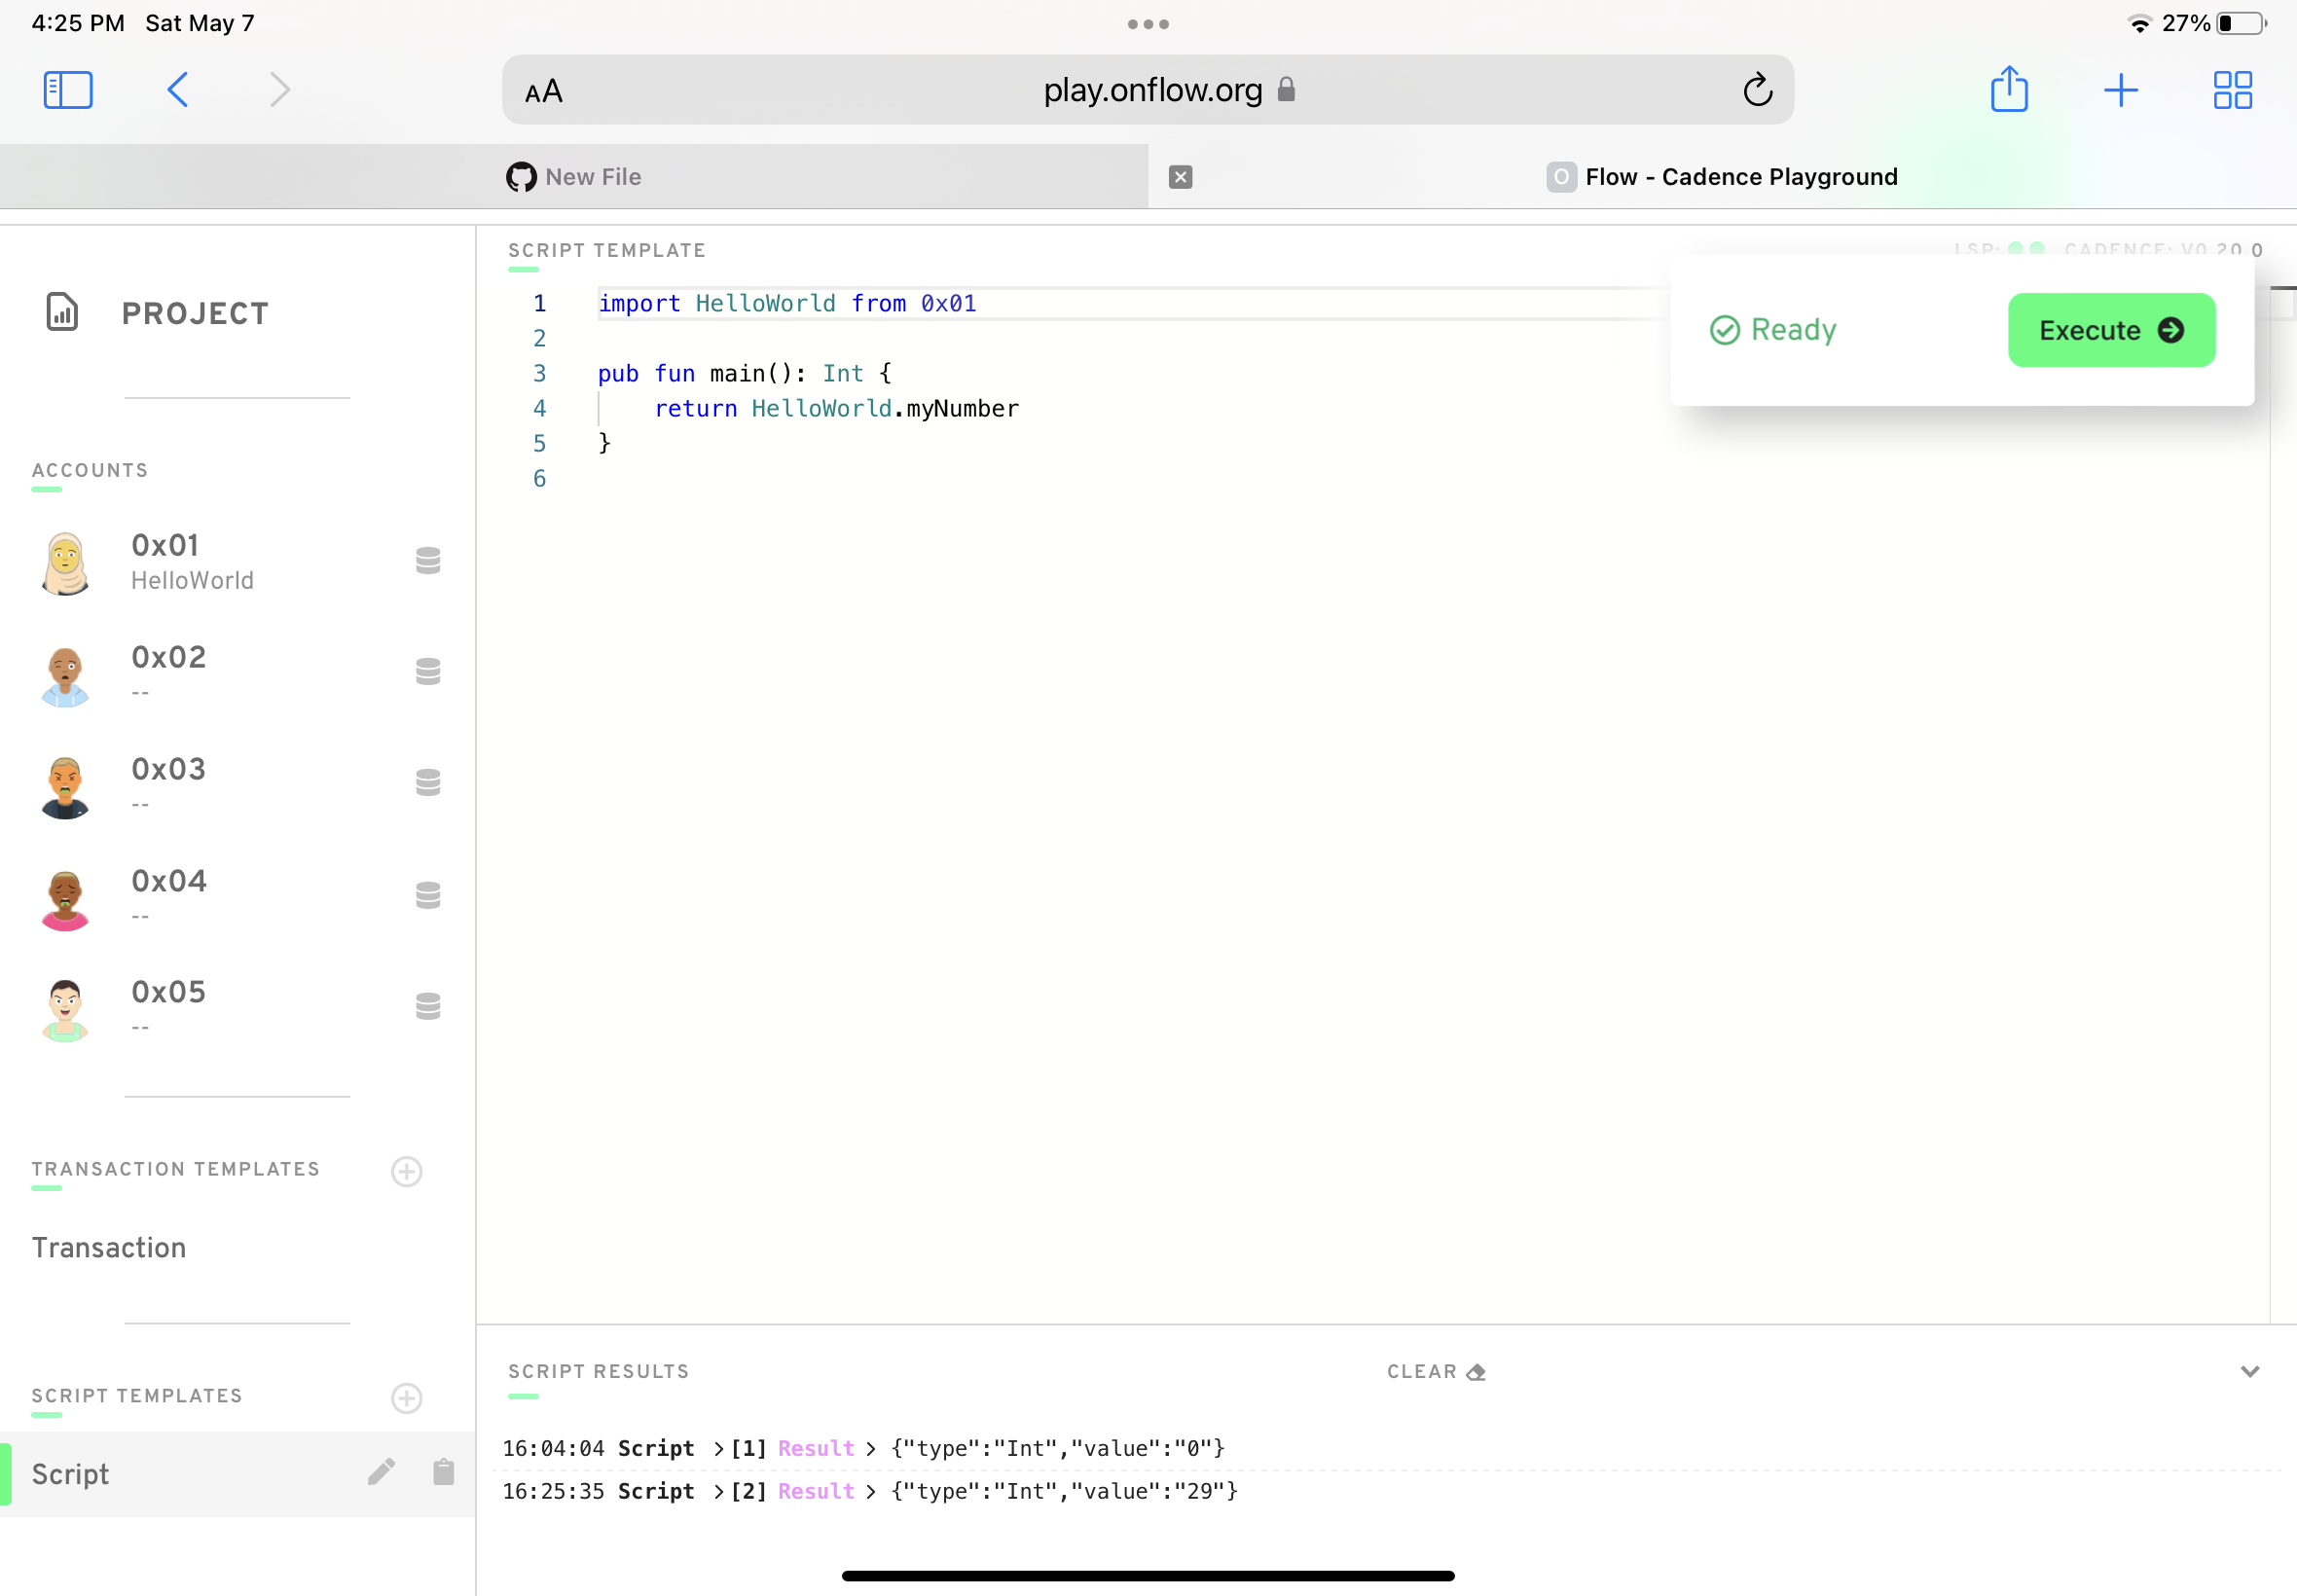 4:25 PM Sat May 7
27%
AA
play.onflow.org
New File
O Flow - Cadence Playground
PROJECT
ACCOUNTS
0x01
HelloWorld
0x02
--
0x03
--
0x04
--
0x05
--
TRANSACTION TEMPLATES
Transaction
SCRIPT TEMPLATES
Script
SCRIPT TEMPLATE
LSP: CADENCE: V0.20.0
Ready
Execute
1 import HelloWorld from 0x01
2
3 pub fun main(): Int {
4 return HelloWorld.myNumber
5 }
6
SCRIPT RESULTS
CLEAR
16:04:04 Script >[1] Result > {"type":"Int","value":"0"}
16:25:35 Script >[2] Result > {"type":"Int","value":"29"}